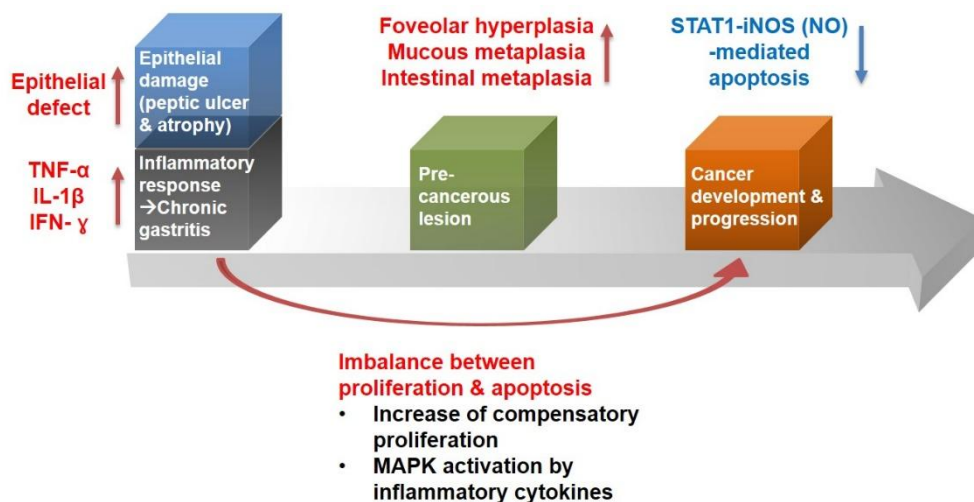 Epithelial
defect
TNF-α
IL-1β
IFN- ɣ
Epithelial
damage
(peptic ulcer
& atrophy)
Inflammatory
response
→Chronic
gastritis
Foveolar hyperplasia
Mucous metaplasia
Intestinal metaplasia
Pre-
cancerous
lesion
STAT1-iNOS (NO)
-mediated
apoptosis
Cancer
development &
progression
Imbalance between
proliferation & apoptosis
• Increase of compensatory
proliferation
• MAPK activation by
inflammatory cytokines